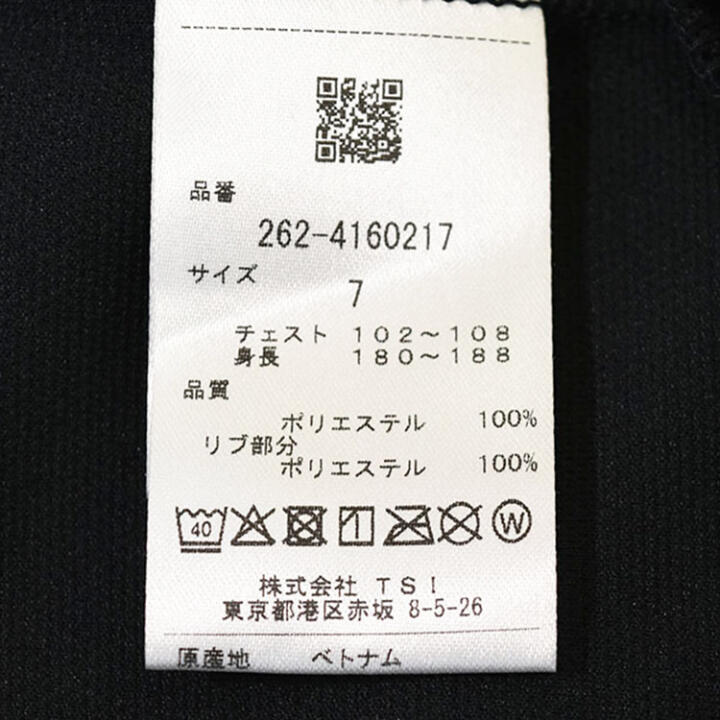 品番
262-4160217
サイズ
7
チェスト 102～108
身長 180～188
品質
ポリエステル 100%
リブ部分
ポリエステル 100%
40 W
株式会社 TSI
東京都港区赤坂 8-5-26
原産地 ベトナム